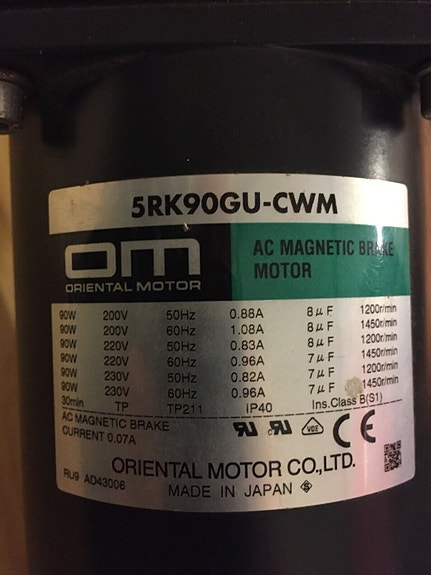 5RK90GU-CWM
om
ORIENTAL MOTOR
AC MAGNETIC BRAKE
MOTOR
90W 200V 50Hz 0.88A 8μF 1200r/min
90W 200V 60Hz 1.08A 8μF 1450r/min
90W 220V 50Hz 0.83A 8μF 1200r/min
90W 220V 60Hz 0.96A 7μF 1450r/min
90W 230V 50Hz 0.82A 7μF 1200r/min
90W 230V 60Hz 0.96A 7μF 1450r/min
30min TP TP211 IP40 Ins.Class B(S1)
AC MAGNETIC BRAKE
CURRENT 0.07A
VDE CE
ORIENTAL MOTOR CO.,LTD.
RU9 AD43006
MADE IN JAPAN